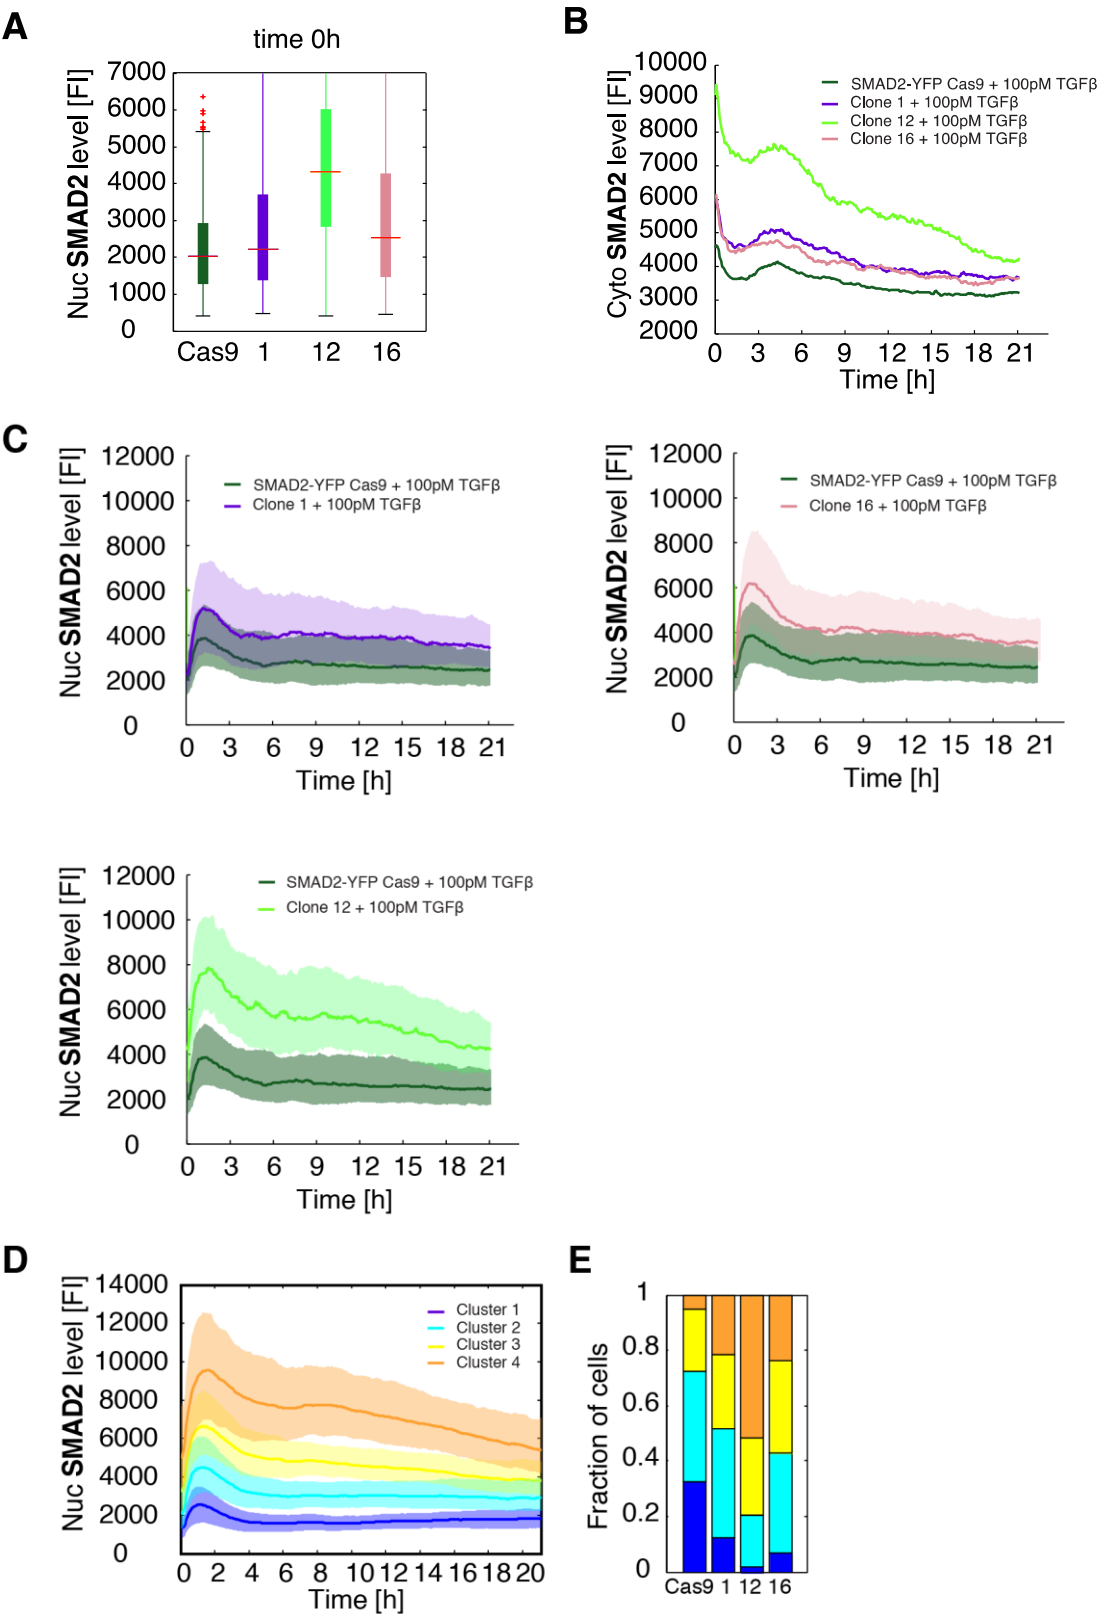 A
time 0h
Nuc SMAD2 level [FI]
7000
6000
5000
4000
3000
2000
1000
0
Cas9 1 12 16
B
Cyto SMAD2 level [FI]
10000
9000
8000
7000
6000
5000
4000
3000
2000
SMAD2-YFP Cas9 + 100pM TGFβ
Clone 1 + 100pM TGFβ
Clone 12 + 100pM TGFβ
Clone 16 + 100pM TGFβ
0 3 6 9 12 15 18 21
Time [h]
C
Nuc SMAD2 level [FI]
12000
10000
8000
6000
4000
2000
0
SMAD2-YFP Cas9 + 100pM TGFβ
Clone 1 + 100pM TGFβ
0 3 6 9 12 15 18 21
Time [h]
Nuc SMAD2 level [FI]
12000
10000
8000
6000
4000
2000
0
SMAD2-YFP Cas9 + 100pM TGFβ
Clone 16 + 100pM TGFβ
0 3 6 9 12 15 18 21
Time [h]
Nuc SMAD2 level [FI]
12000
10000
8000
6000
4000
2000
0
SMAD2-YFP Cas9 + 100pM TGFβ
Clone 12 + 100pM TGFβ
0 3 6 9 12 15 18 21
Time [h]
D
Nuc SMAD2 level [FI]
14000
12000
10000
8000
6000
4000
2000
0
Cluster 1
Cluster 2
Cluster 3
Cluster 4
0 2 4 6 8 10 12 14 16 18 20
Time [h]
E
Fraction of cells
1
0.8
0.6
0.4
0.2
0
Cas9 1 12 16